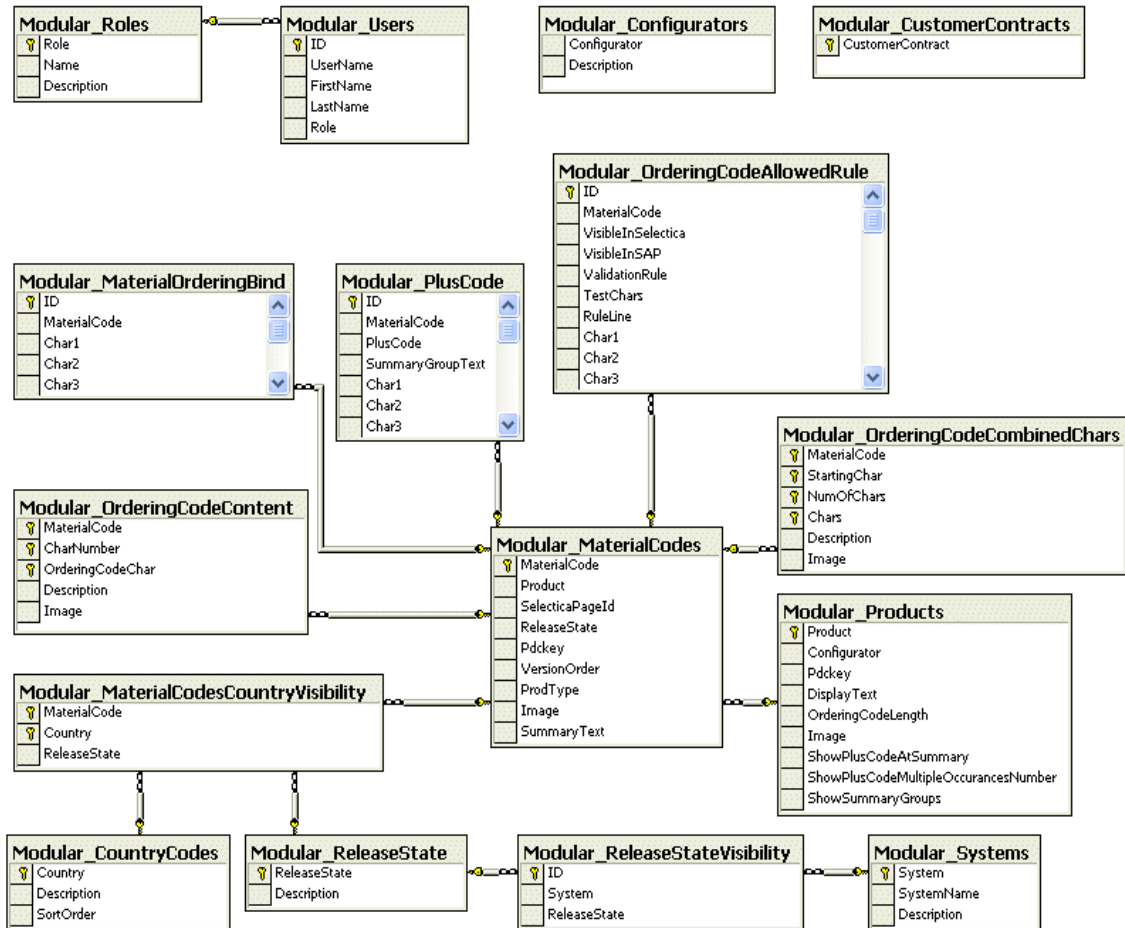 Modular_Roles
Role
Name
Description
Modular_Users
ID
UserName
FirstName
LastName
Role
Modular_Configurators
Configurator
Description
Modular_CustomerContracts
CustomerContract
Modular_OrderingCodeAllowedRule
ID
MaterialCode
VisibleInSelectica
VisibleInSAP
ValidationRule
TestChars
RuleLine
Char1
Char2
Char3
Modular_MaterialOrderingBind
ID
MaterialCode
Char1
Char2
Char3
Modular_PlusCode
ID
MaterialCode
PlusCode
SummaryGroupText
Char1
Char2
Char3
Modular_OrderingCodeCombinedChars
MaterialCode
StartingChar
NumOfChars
Chars
Description
Image
Modular_OrderingCodeContent
MaterialCode
CharNumber
OrderingCodeChar
Description
Image
Modular_MaterialCodes
MaterialCode
Product
SelecticaPageId
ReleaseState
Pdckey
VersionOrder
ProdType
Image
SummaryText
Modular_Products
Product
Configurator
Pdckey
DisplayText
OrderingCodeLength
Image
ShowPlusCodeAtSummary
ShowPlusCodeMultipleOccurancesNumber
ShowSummaryGroups
Modular_MaterialCodesCountryVisibility
MaterialCode
Country
ReleaseState
Modular_CountryCodes
Country
Description
SortOrder
Modular_ReleaseState
ReleaseState
Description
Modular_ReleaseStateVisibility
ID
System
ReleaseState
Modular_Systems
System
SystemName
Description